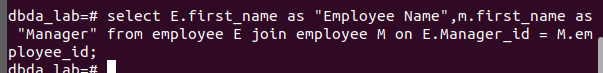 dbda_lab=# select E.first_name as "Employee Name",m.first_name as
 "Manager" from employee E join employee M on E.Manager_id = M.em
ployee_id;
dbda_lab=#